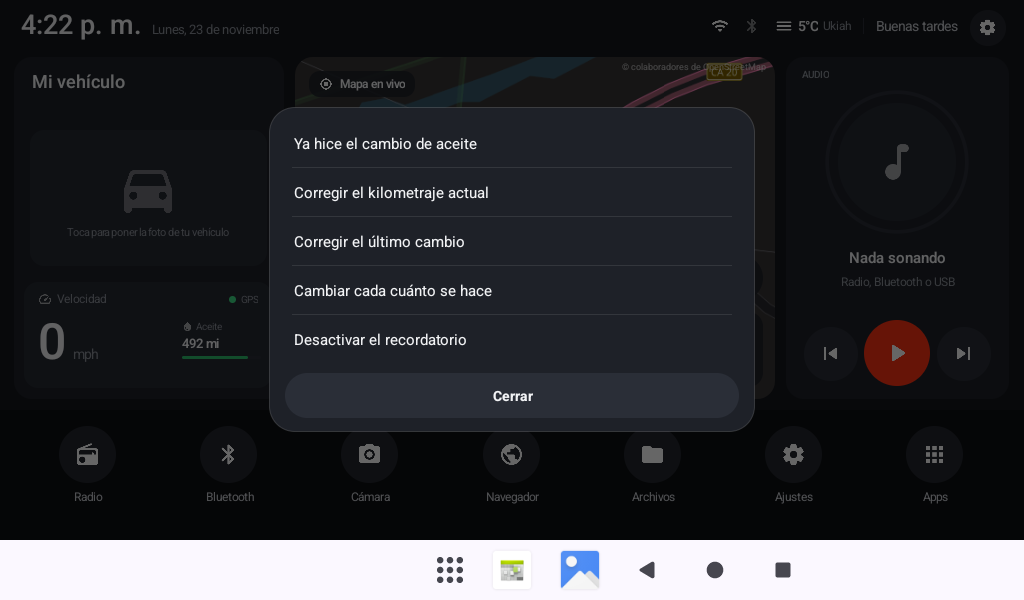 4:22 p. m.
Lunes, 23 de noviembre
5°C Ukiah
Buenas tardes
Mi vehículo
Toca para poner la foto de tu vehículo
Velocidad
GPS
0 mph
Aceite
492 mi
Mapa en vivo
© colaboradores de OpenStreetMap
CA 20
Ya hice el cambio de aceite
Corregir el kilometraje actual
Corregir el último cambio
Cambiar cada cuánto se hace
Desactivar el recordatorio
Cerrar
AUDIO
Nada sonando
Radio, Bluetooth o USB
Radio
Bluetooth
Cámara
Navegador
Archivos
Ajustes
Apps